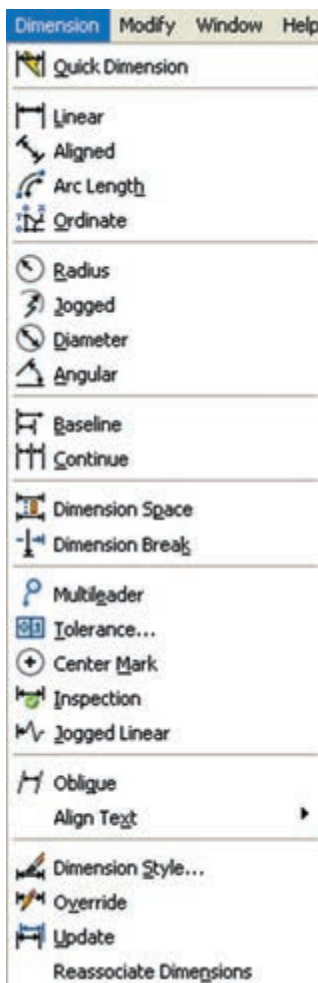 Dimension Modify Window Help
Quick Dimension
Linear
Aligned
Arc Length
Ordinate
Radius
Jogged
Diameter
Angular
Baseline
Continue
Dimension Space
Dimension Break
Multileader
Tolerance...
Center Mark
Inspection
Jogged Linear
Oblique
Align Text
Dimension Style...
Override
Update
Reassociate Dimensions